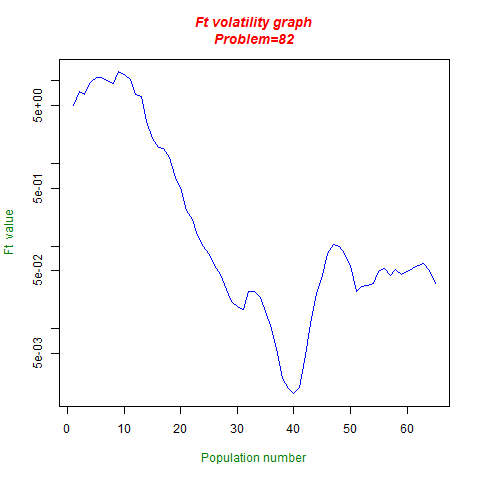 Ft volatility graph
Problem=82
5e+00
5e-01
5e-02
5e-03
Ft value
0 10 20 30 40 50 60
Population number